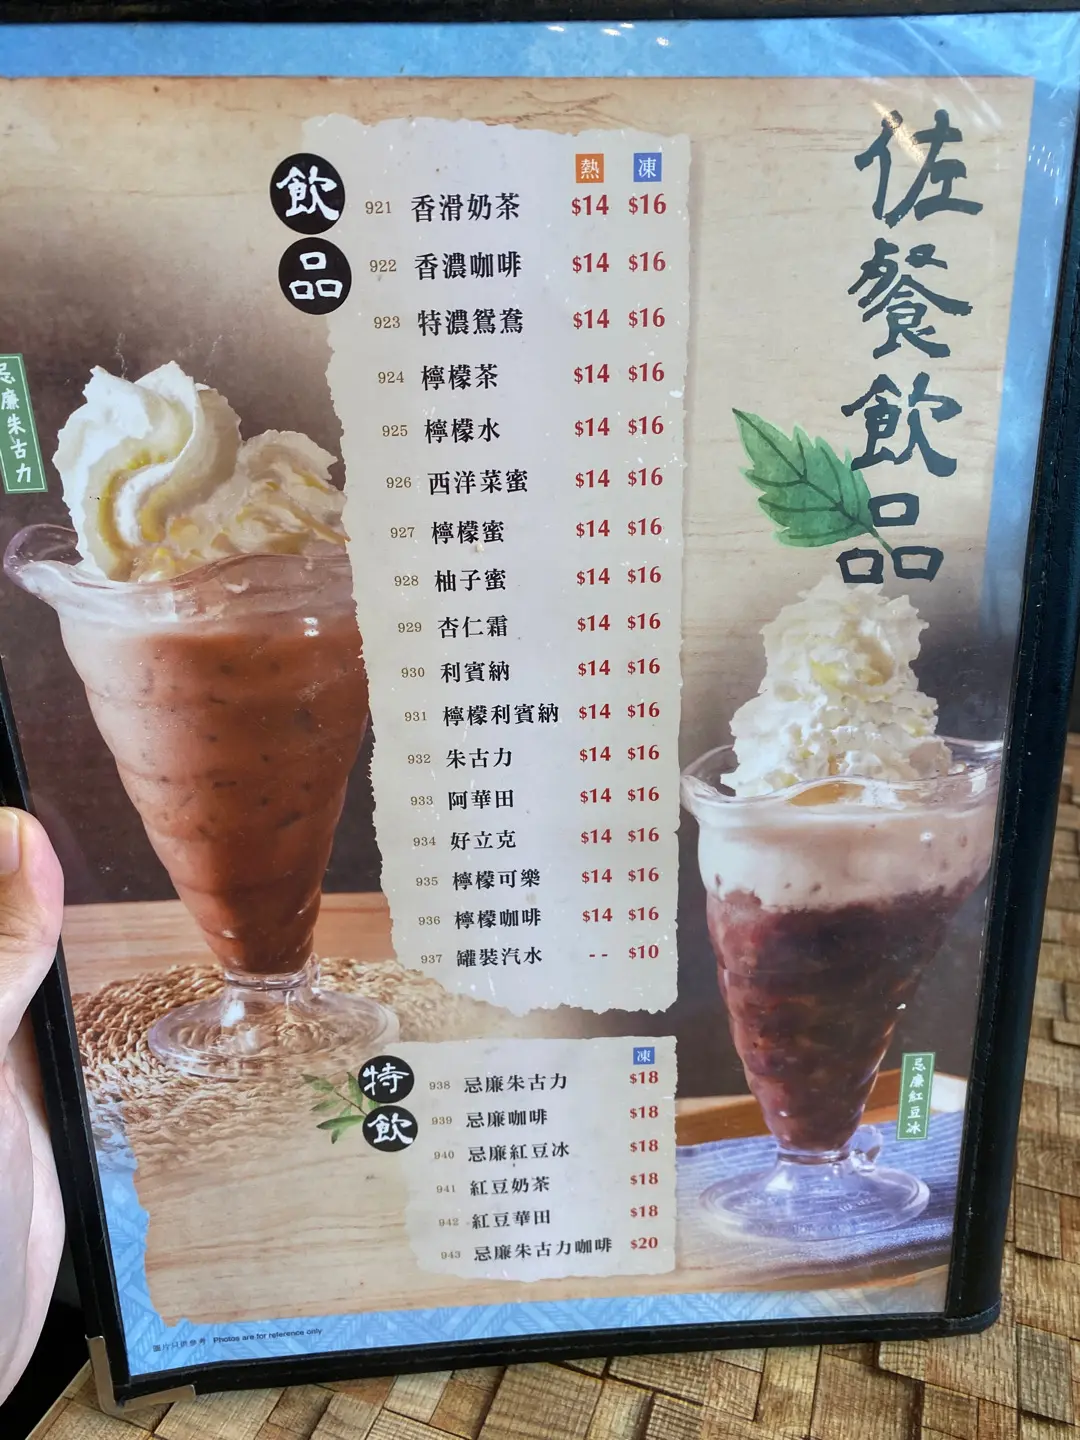 佐餐飲品
飲品
熱 凍
921 香滑奶茶 $14 $16
922 香濃咖啡 $14 $16
923 特濃鴛鴦 $14 $16
924 檸檬茶 $14 $16
925 檸檬水 $14 $16
926 西洋菜蜜 $14 $16
927 檸檬蜜 $14 $16
928 柚子蜜 $14 $16
929 杏仁霜 $14 $16
930 利賓納 $14 $16
931 檸檬利賓納 $14 $16
932 朱古力 $14 $16
933 阿華田 $14 $16
934 好立克 $14 $16
935 檸檬可樂 $14 $16
936 檸檬咖啡 $14 $16
937 罐裝汽水 -- $10
忌廉朱古力
特飲
凍
938 忌廉朱古力 $18
939 忌廉咖啡 $18
940 忌廉紅豆冰 $18
941 紅豆奶茶 $18
942 紅豆華田 $18
943 忌廉朱古力咖啡 $20
忌廉紅豆冰
圖片只供參考 Photos are for reference only